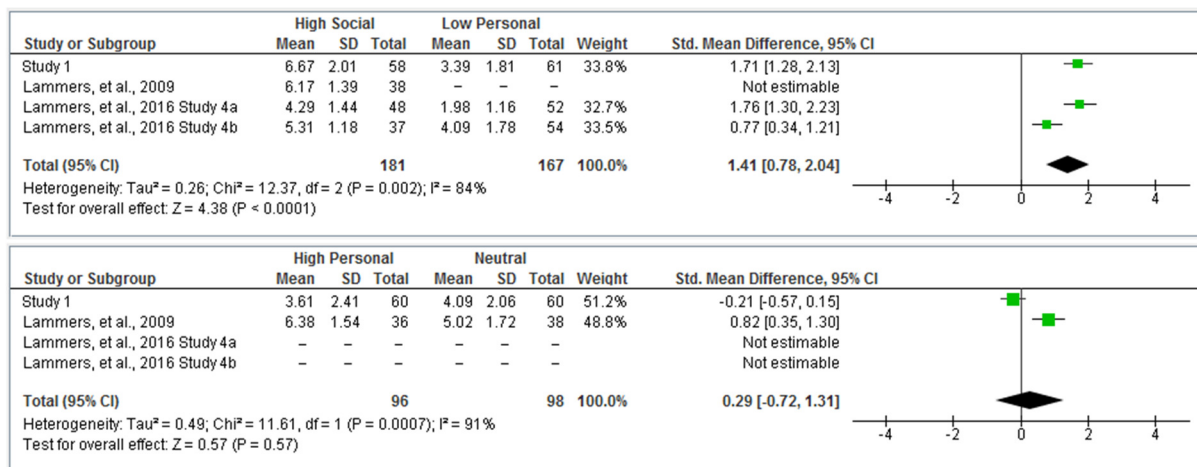 High Social Low Personal
Study or Subgroup Mean SD Total Mean SD Total Weight Std. Mean Difference, 95% CI
Study 1 6.67 2.01 58 3.39 1.81 61 33.8% 1.71 [1.28, 2.13]
Lammers, et al., 2009 6.17 1.39 38 – – – Not estimable
Lammers, et al., 2016 Study 4a 4.29 1.44 48 1.98 1.16 52 32.7% 1.76 [1.30, 2.23]
Lammers, et al., 2016 Study 4b 5.31 1.18 37 4.09 1.78 54 33.5% 0.77 [0.34, 1.21]
Total (95% CI) 181 167 100.0% 1.41 [0.78, 2.04]
Heterogeneity: Tau² = 0.26; Chi² = 12.37, df = 2 (P = 0.002); I² = 84%
Test for overall effect: Z = 4.38 (P < 0.0001)
-4 -2 0 2 4
High Personal Neutral
Study or Subgroup Mean SD Total Mean SD Total Weight Std. Mean Difference, 95% CI
Study 1 3.61 2.41 60 4.09 2.06 60 51.2% -0.21 [-0.57, 0.15]
Lammers, et al., 2009 6.38 1.54 36 5.02 1.72 38 48.8% 0.82 [0.35, 1.30]
Lammers, et al., 2016 Study 4a – – – – – – Not estimable
Lammers, et al., 2016 Study 4b – – – – – – Not estimable
Total (95% CI) 96 98 100.0% 0.29 [-0.72, 1.31]
Heterogeneity: Tau² = 0.49; Chi² = 11.61, df = 1 (P = 0.0007); I² = 91%
Test for overall effect: Z = 0.57 (P = 0.57)
-4 -2 0 2 4